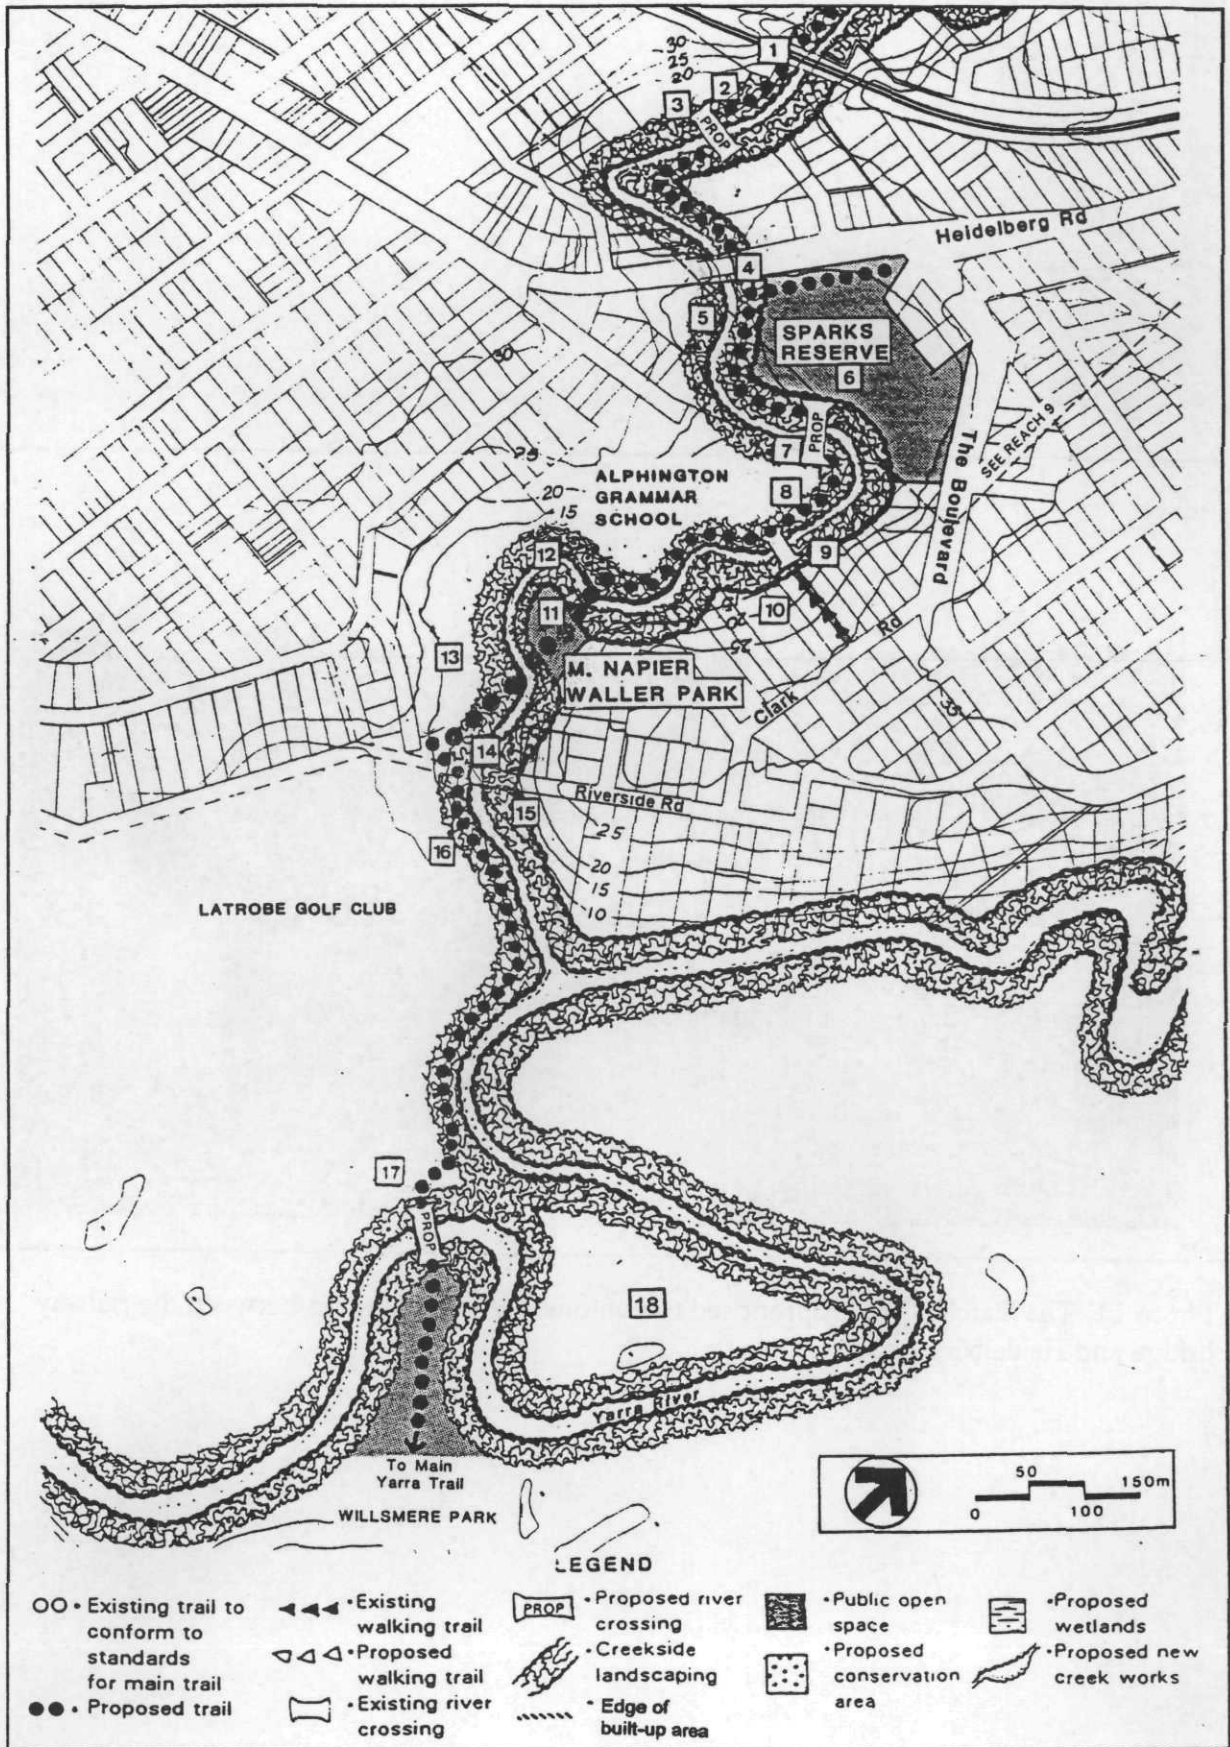 30
25
20
1
2
3
PROP
Heidelberg Rd
4
5
SPARKS
RESERVE
6
30
PROP
7
The Boulevard
SEE REACH 9
25
20
15
ALPHINGTON
GRAMMAR
SCHOOL
8
9
12
10
11
15
20
25
Clark Rd
35
13
M. NAPIER
WALLER PARK
14
15
Riverside Rd
16
25
20
15
10
LATROBE GOLF CLUB
17
PROP
18
Yarra River
To Main
Yarra Trail
WILLSMERE PARK
50
150m
0
100
LEGEND
• Existing trail to
conform to
standards
for main trail
• Proposed trail
• Existing
walking trail
• Proposed
walking trail
• Existing river
crossing
PROP
• Proposed river
crossing
• Creekside
landscaping
• Edge of
built-up area
• Public open
space
• Proposed
conservation
area
• Proposed
wetlands
• Proposed new
creek works